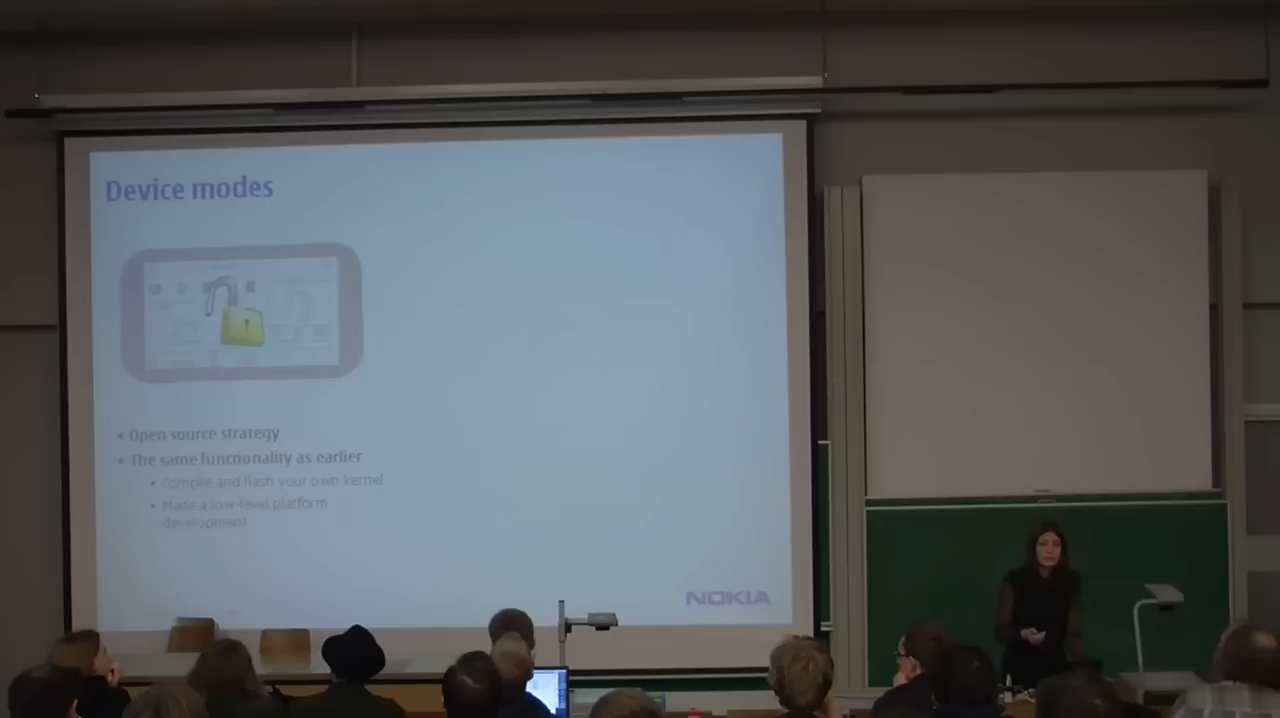 Device modes
• Open source strategy
• The same functionality as earlier
• Compile and flash your own kernel
• Made a low-level platform
development
NOKIA